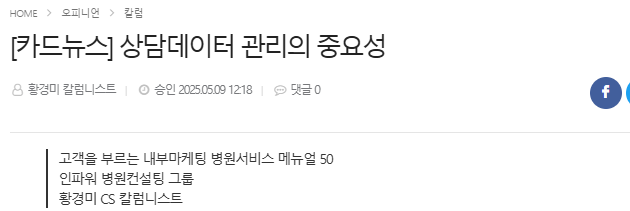 HOME > 오피니언 > 칼럼
[카드뉴스] 상담데이터 관리의 중요성
황경미 칼럼니스트 | 승인 2025.05.09 12:18 | 댓글 0
f
고객을 부르는 내부마케팅 병원서비스 메뉴얼 50
인파워 병원컨설팅 그룹
황경미 CS 칼럼니스트